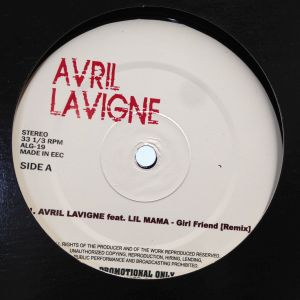 AVRIL
LAVIGNE
STEREO
33 1/3 RPM
ALG-19
MADE IN EEC
SIDE A
1. AVRIL LAVIGNE feat. LIL MAMA - Girl Friend [Remix]
ALL RIGHTS OF THE PRODUCER AND OF THE WORK REPRODUCED RESERVED.
UNAUTHORIZED COPYING, REPRODUCTION, HIRING, LENDING,
PUBLIC PERFORMANCE AND BROADCASTING PROHIBITED.
PROMOTIONAL ONLY